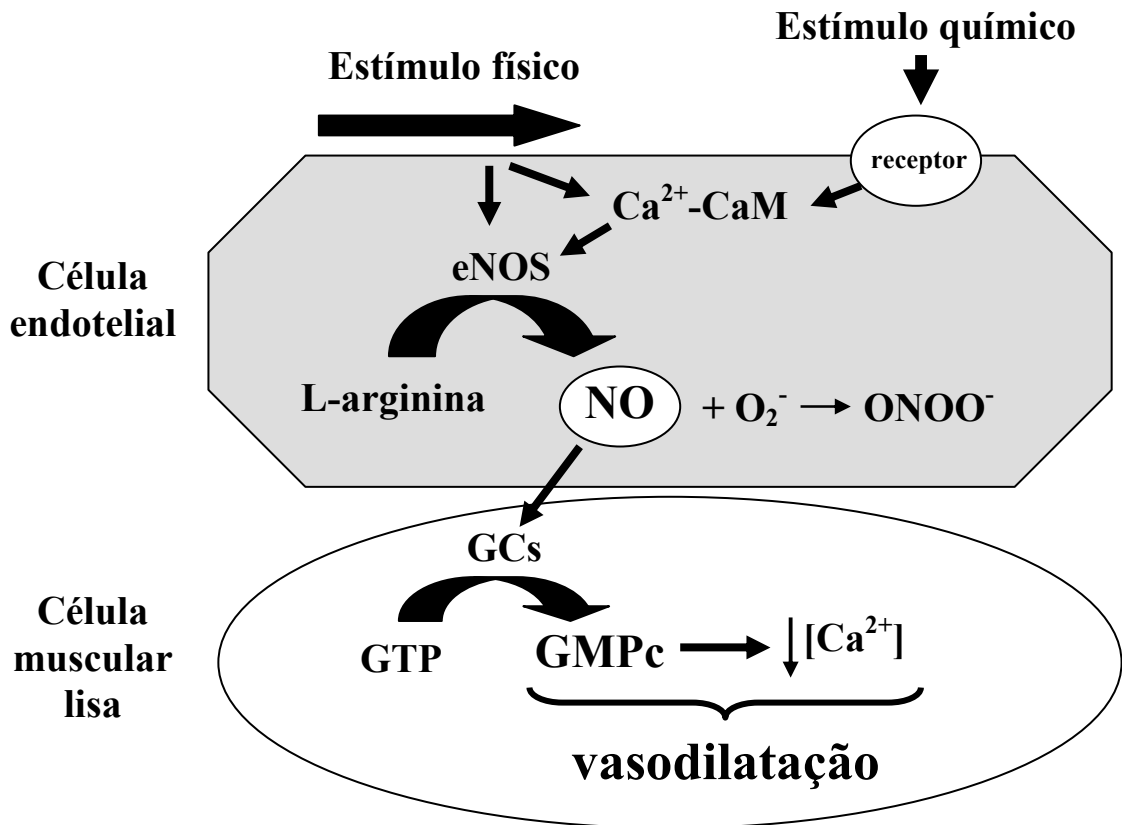 Estímulo químico
Estímulo físico
receptor
Ca²⁺-CaM
eNOS
Célula
endotelial
L-arginina
NO + O₂⁻ → ONOO⁻
GCs
Célula
muscular
lisa
GTP
GMPc
↓[Ca²⁺]
vasodilatação